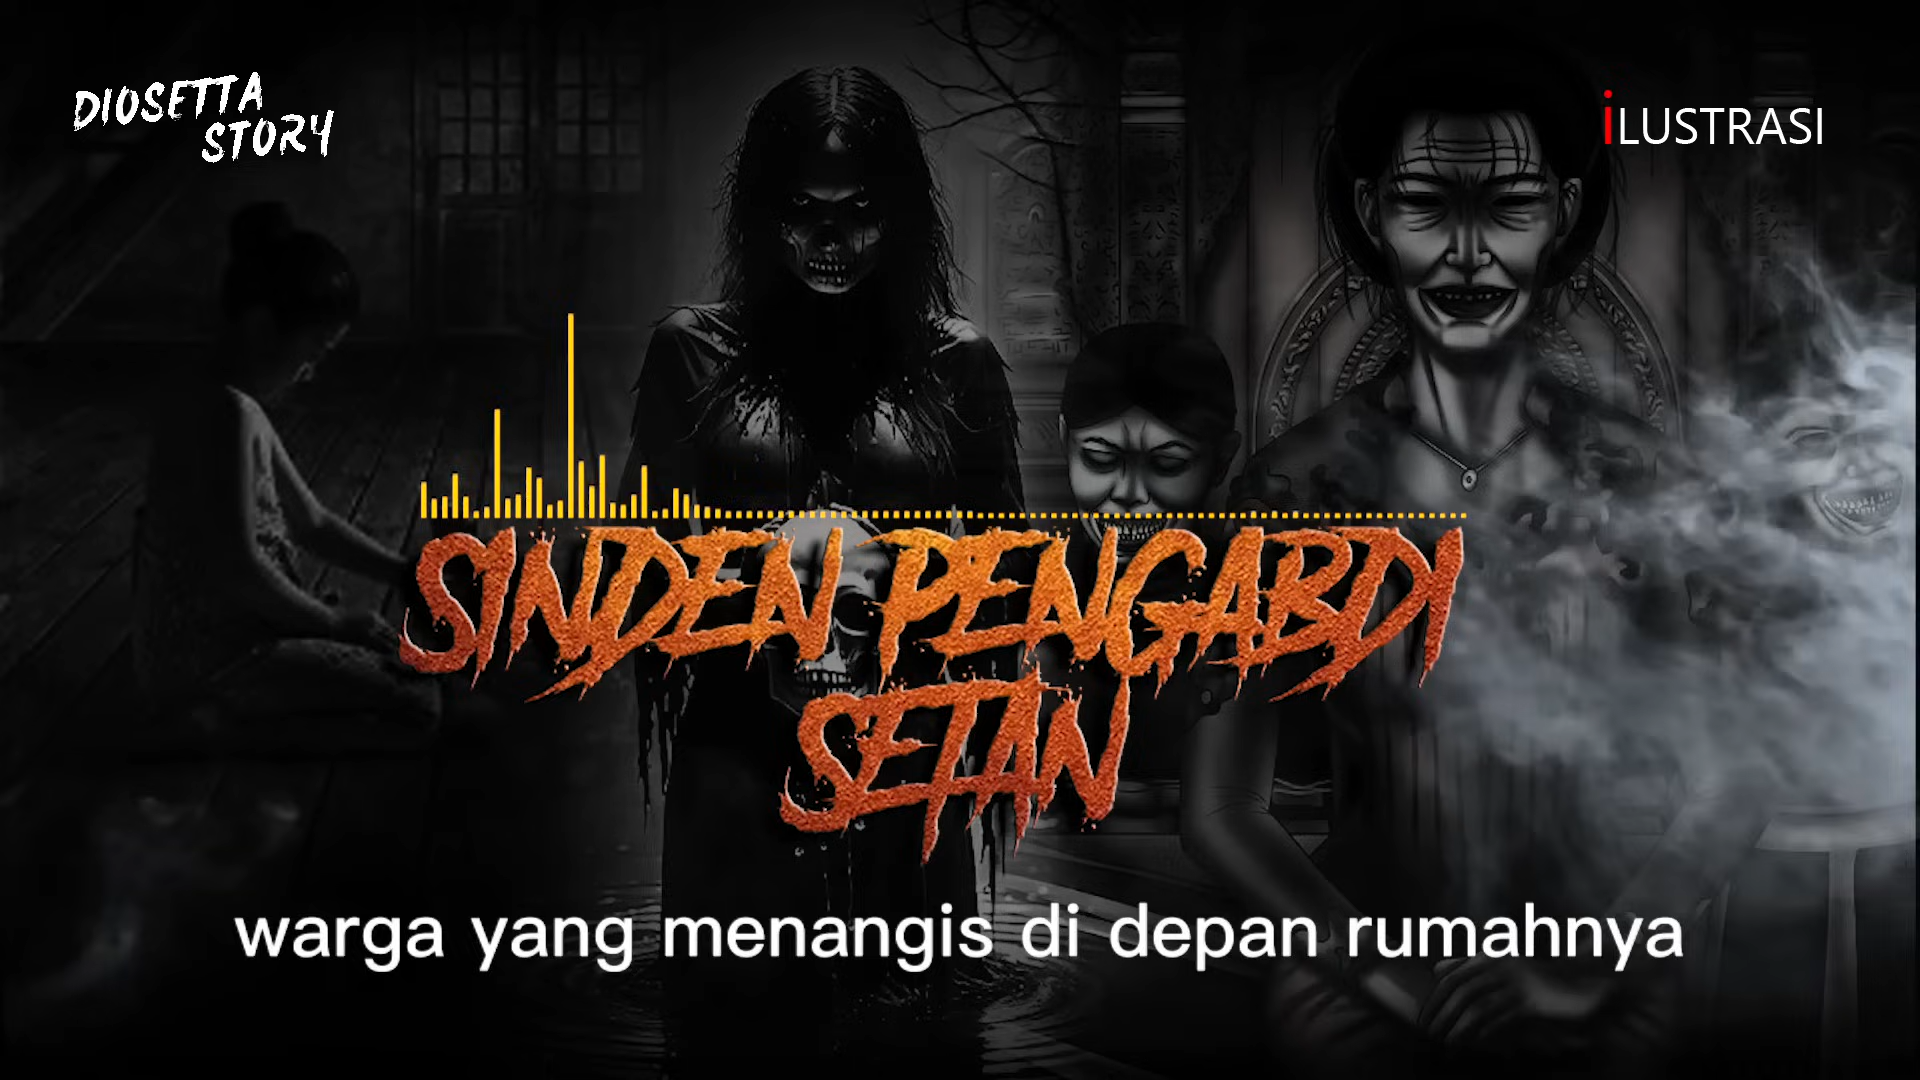 DIOSETTA
STORY
iLUSTRASI
SINDEN PENGABDI
SETAN
warga yang menangis di depan rumahnya